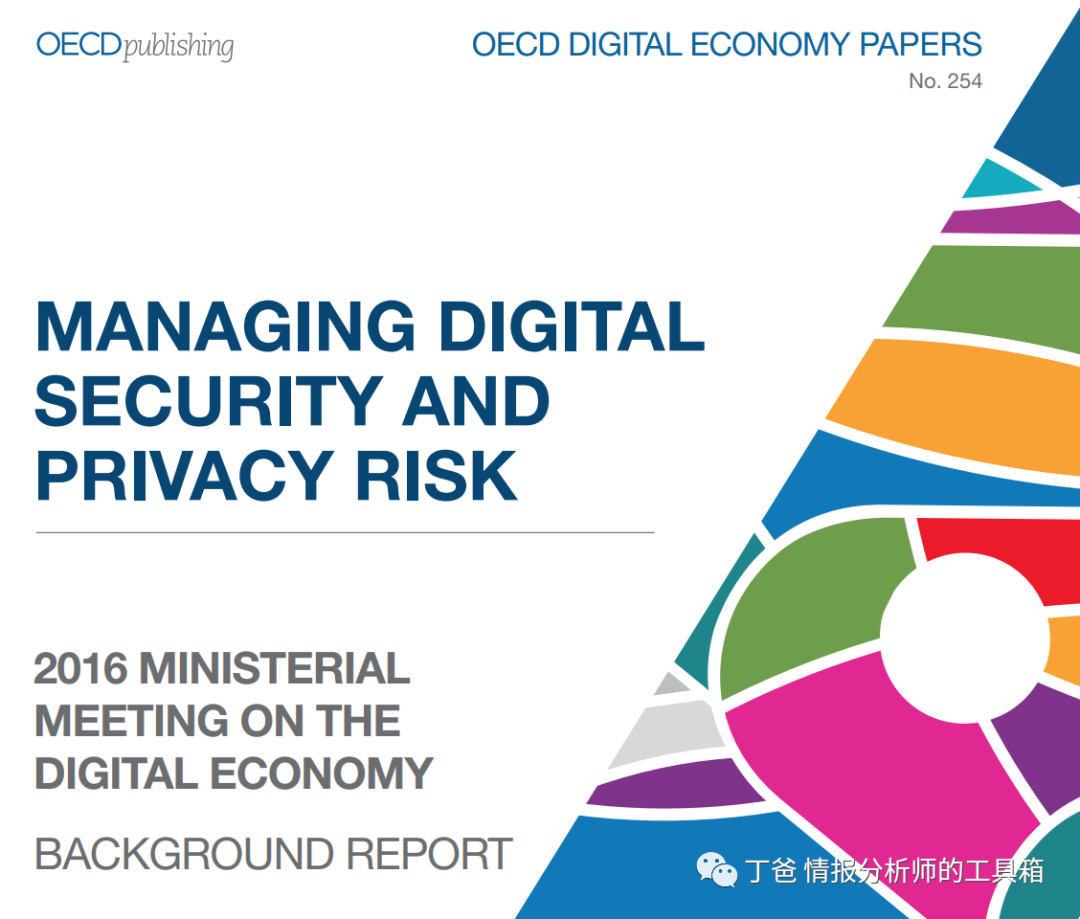 OECDpublishing
OECD DIGITAL ECONOMY PAPERS
No. 254
MANAGING DIGITAL
SECURITY AND
PRIVACY RISK
2016 MINISTERIAL
MEETING ON THE
DIGITAL ECONOMY
BACKGROUND REPORT
丁爸 情报分析师的工具箱